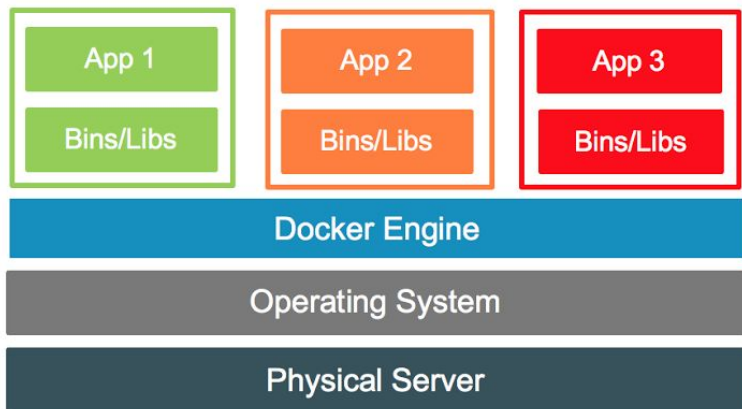 App 1
App 2
App 3
Bins/Libs
Bins/Libs
Bins/Libs
Docker Engine
Operating System
Physical Server